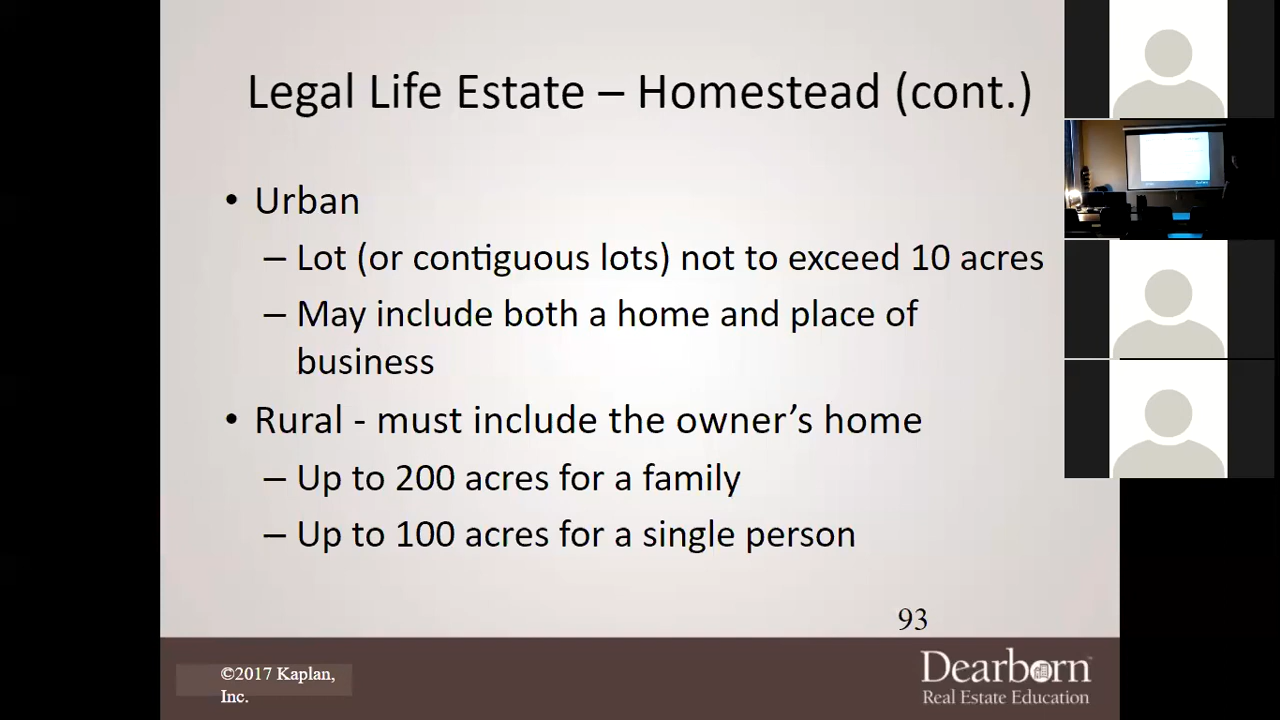 Legal Life Estate – Homestead (cont.)
• Urban
– Lot (or contiguous lots) not to exceed 10 acres
– May include both a home and place of
business
• Rural - must include the owner’s home
– Up to 200 acres for a family
– Up to 100 acres for a single person
93
©2017 Kaplan,
Inc.
Dearborn
Real Estate Education